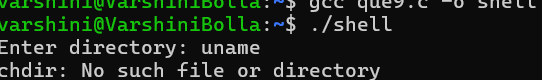 varshini@VarshiniBolla:~$ gcc que9.c -o shell
varshini@VarshiniBolla:~$ ./shell
Enter directory: uname
chdir: No such file or directory